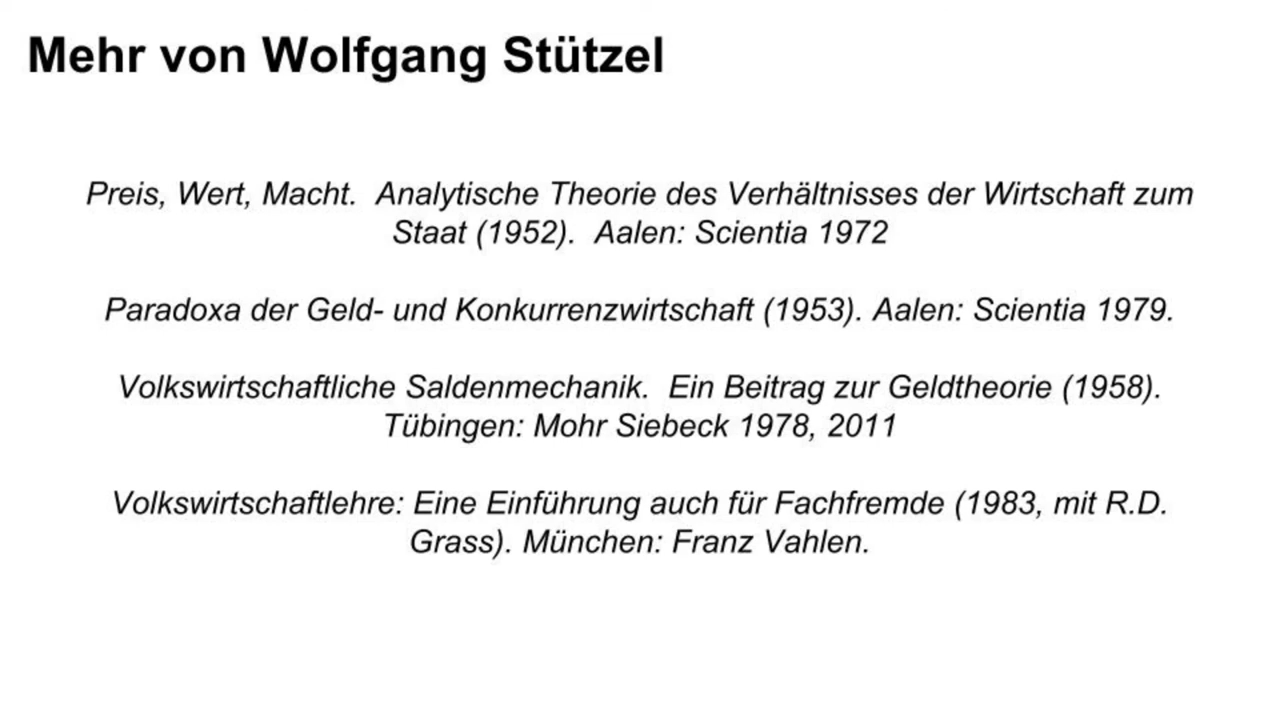 Mehr von Wolfgang Stützel
Preis, Wert, Macht.  Analytische Theorie des Verhältnisses der Wirtschaft zum
Staat (1952).  Aalen: Scientia 1972
Paradoxa der Geld- und Konkurrenzwirtschaft (1953). Aalen: Scientia 1979.
Volkswirtschaftliche Saldenmechanik.  Ein Beitrag zur Geldtheorie (1958).
Tübingen: Mohr Siebeck 1978, 2011
Volkswirtschaftlehre: Eine Einführung auch für Fachfremde (1983, mit R.D.
Grass). München: Franz Vahlen.